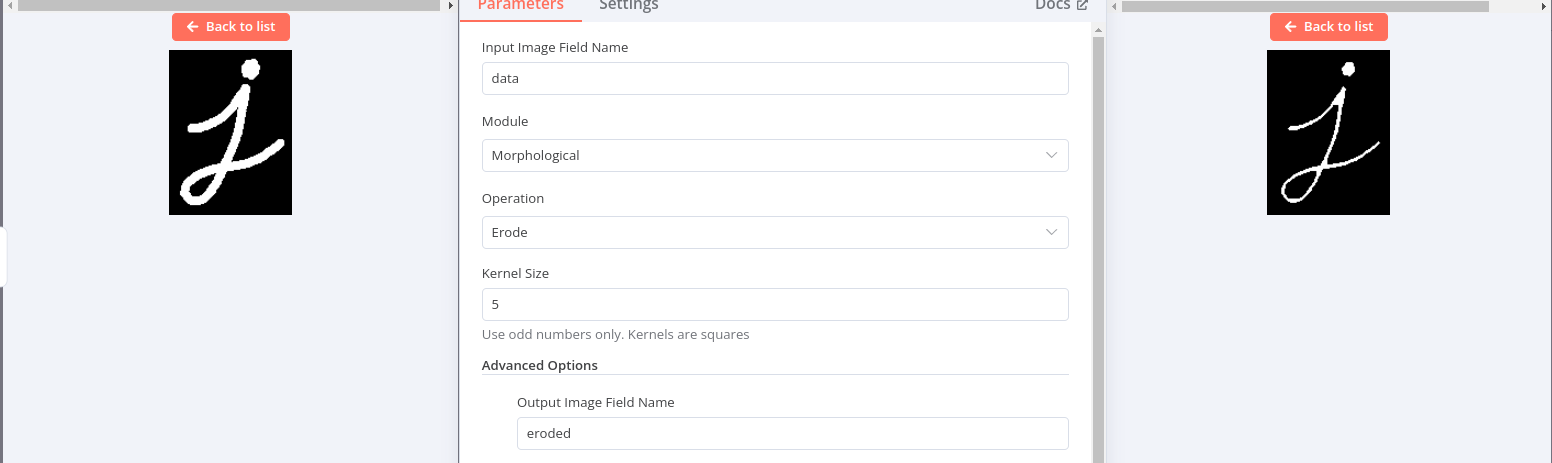 Parameters Settings Docs
Back to list
j
Input Image Field Name
data
Module
Morphological
Operation
Erode
Kernel Size
5
Use odd numbers only. Kernels are squares
Advanced Options
Output Image Field Name
eroded
Back to list
j